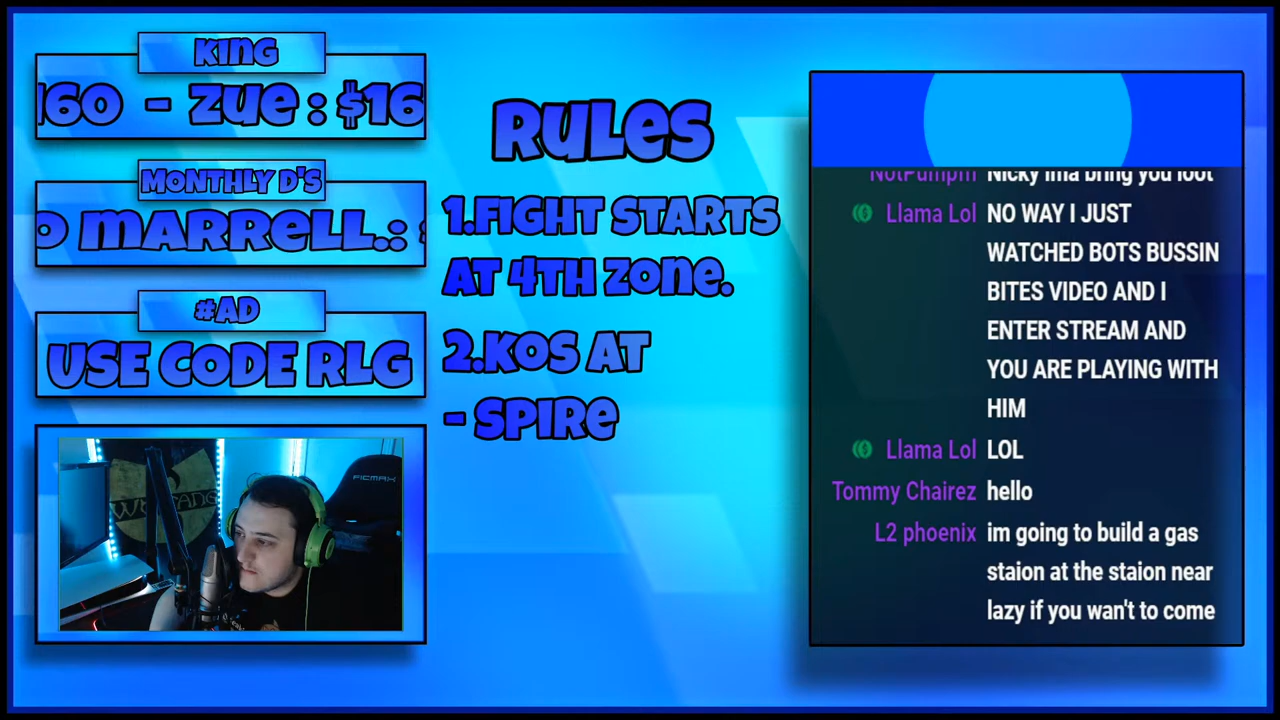 King
160 - Zue : $16
Monthly D's
o Marrell.:
#AD
USE CODE RLG
FICMAX
Rules
1.Fight starts
at 4th zone.
2.KOs at
- Spire
NotPumpm Nicky ima bring you loot
Llama Lol NO WAY I JUST
WATCHED BOTS BUSSIN
BITES VIDEO AND I
ENTER STREAM AND
YOU ARE PLAYING WITH
HIM
Llama Lol LOL
Tommy Chairez hello
L2 phoenix im going to build a gas
staion at the staion near
lazy if you wan't to come